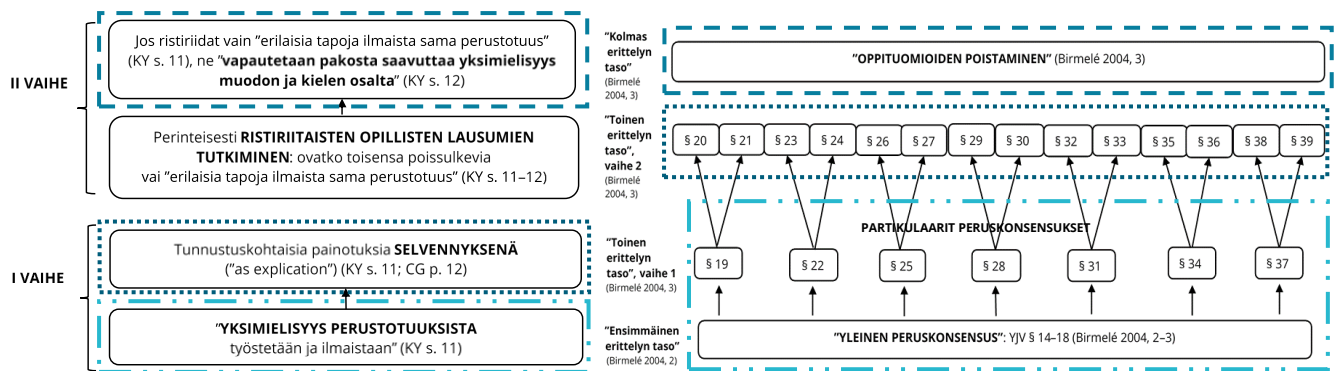 II VAIHE
Jos ristiriidat vain ”erilaisia tapoja ilmaista sama perustotuus”
(KY s. 11), ne ”vapautetaan pakosta saavuttaa yksimielisyys
muodon ja kielen osalta” (KY s. 12)
Perinteisesti RISTIRIITAISTEN OPILLISTEN LAUSUMIEN
TUTKIMINEN: ovatko toisensa poissulkevia
vai ”erilaisia tapoja ilmaista sama perustotuus” (KY s. 11–12)
I VAIHE
Tunnustuskohtaisia painotuksia SELVENNYKSENÄ
(”as explication”) (KY s. 11; CG p. 12)
”YKSIMIELISYYS PERUSTOTUUKSISTA
työstetään ja ilmaistaan” (KY s. 11)
”Kolmas
erittelyn
taso”
(Birmelé
2004, 3)
”OPPITUOMIOIDEN POISTAMINEN” (Birmelé 2004, 3)
”Toinen
erittelyn
taso”,
vaihe 2
(Birmelé
2004, 3)
§ 20 § 21 § 23 § 24 § 26 § 27 § 29 § 30 § 32 § 33 § 35 § 36 § 38 § 39
PARTIKULAARIT PERUSKONSENSUKSET
”Toinen
erittelyn
taso”, vaihe 1
(Birmelé 2004, 3)
§ 19 § 22 § 25 § 28 § 31 § 34 § 37
”Ensimmäinen
erittelyn taso”
(Birmelé 2004, 2)
”YLEINEN PERUSKONSENSUS”: YJV § 14–18 (Birmelé 2004, 2–3)